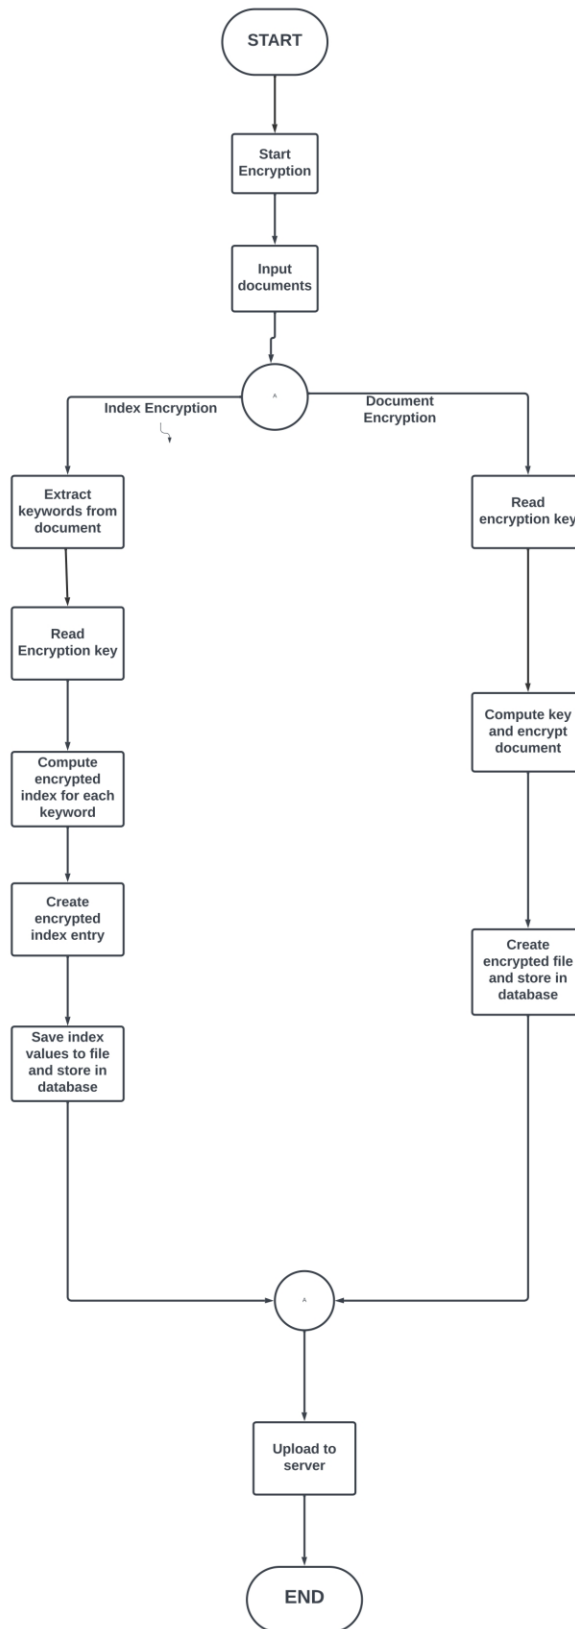 START
Start
Encryption
Input
documents
A
Index Encryption
Document
Encryption
Extract
keywords from
document
Read
Encryption key
Compute
encrypted
index for each
keyword
Create
encrypted
index entry
Save index
values to file
and store in
database
Read
encryption key
Compute key
and encrypt
document
Create
encrypted file
and store in
database
A
Upload to
server
END